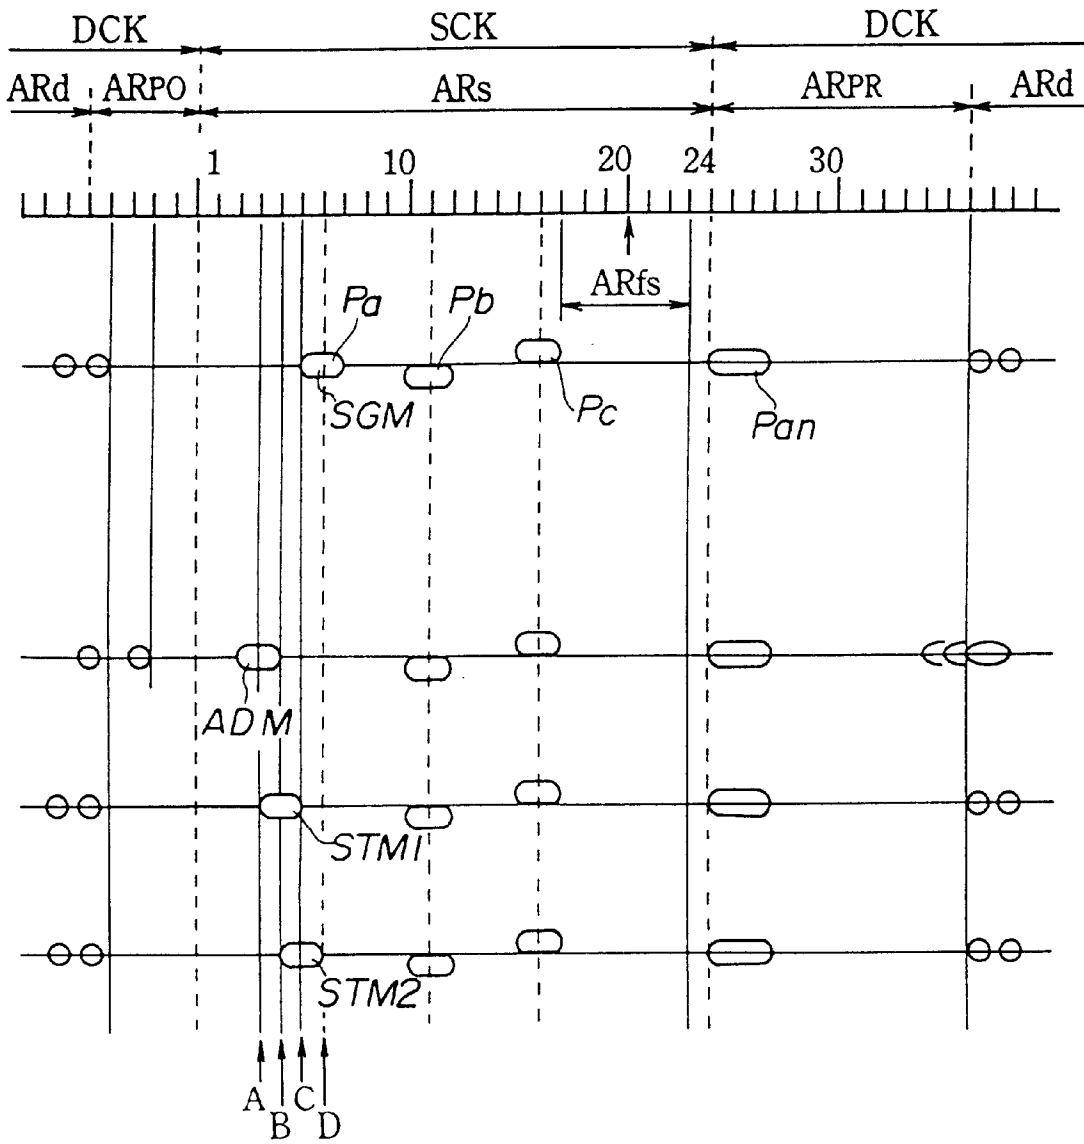 DCK SCK DCK
ARd ARPO ARs ARPR ARd
1 10 20 24 30
ARfs
Pa Pb
SGM Pc Pan
ADM
STM1
STM2
A B C D